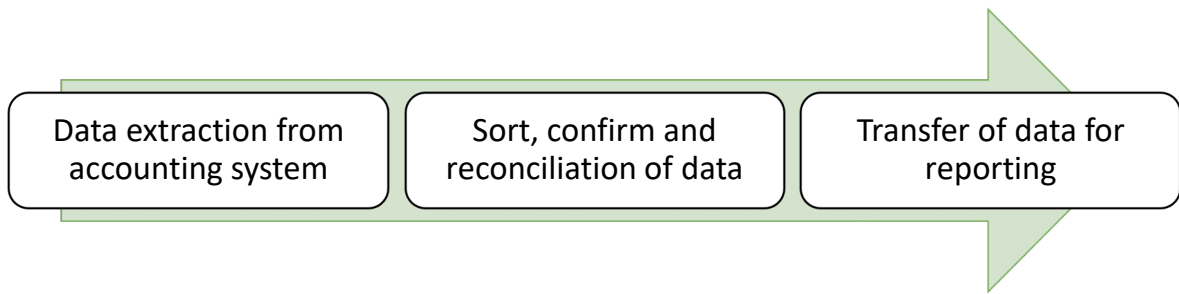 Data extraction from
accounting system
Sort, confirm and
reconciliation of data
Transfer of data for
reporting